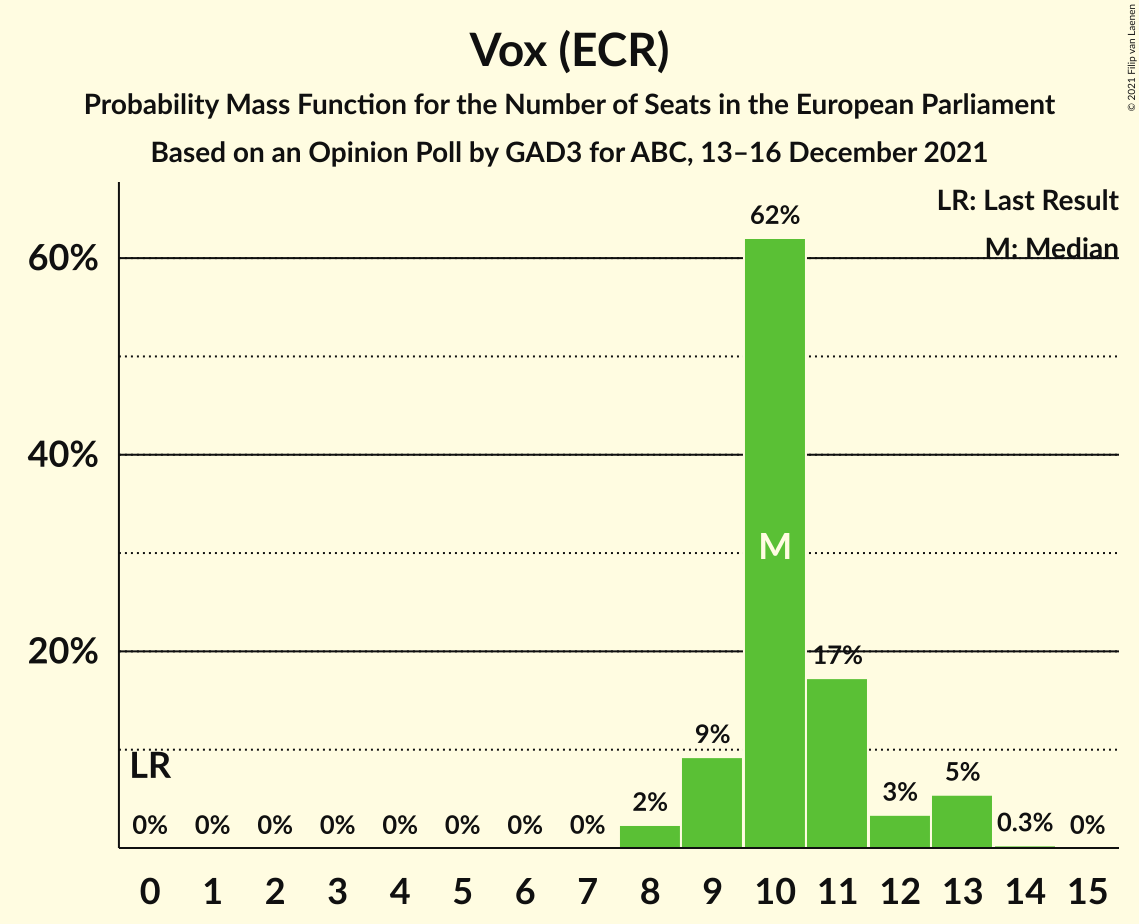 Vox (ECR)
Probability Mass Function for the Number of Seats in the European Parliament
Based on an Opinion Poll by GAD3 for ABC, 13–16 December 2021
© 2021 Filip van Laenen
LR: Last Result
M: Median
60%
40%
20%
62%
M
17%
9%
5%
3%
2%
0.3%
LR
0% 0% 0% 0% 0% 0% 0% 0% 0%
0 1 2 3 4 5 6 7 8 9 10 11 12 13 14 15